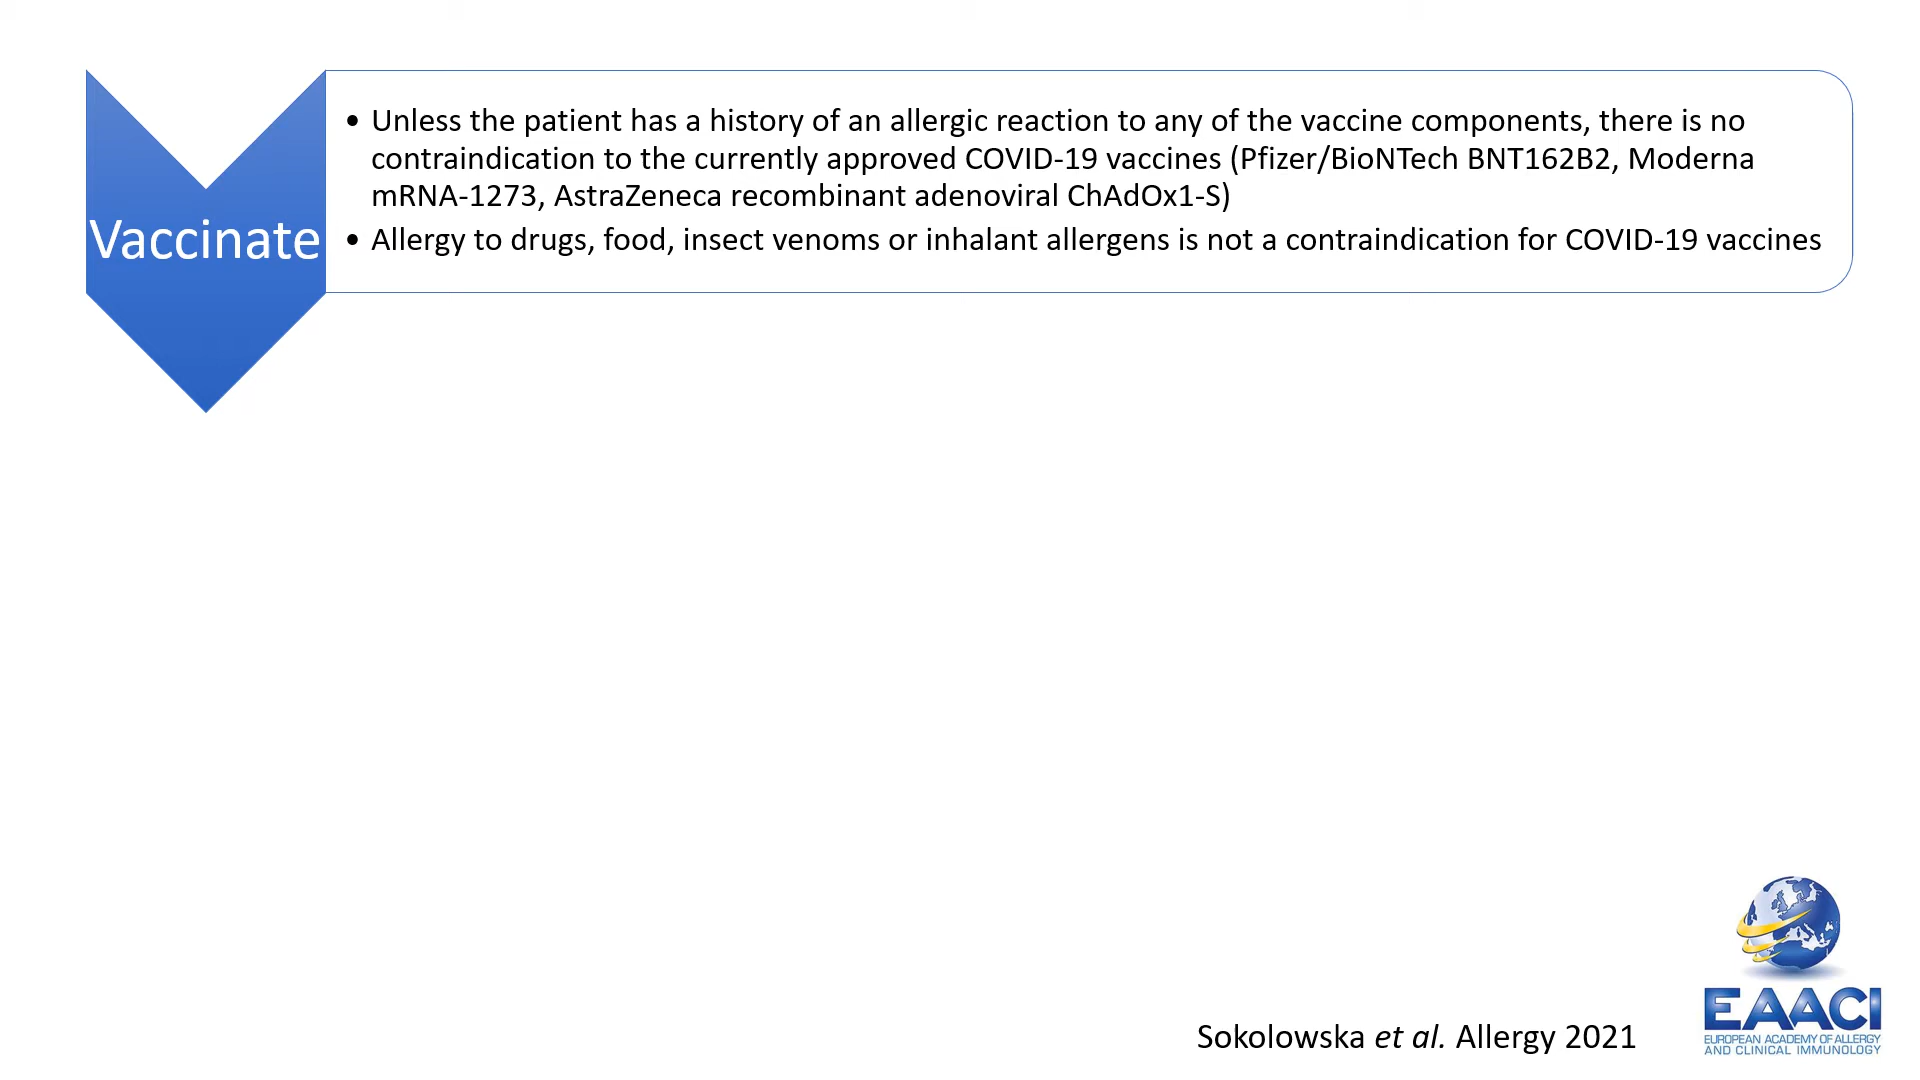 Vaccinate
• Unless the patient has a history of an allergic reaction to any of the vaccine components, there is no
contraindication to the currently approved COVID-19 vaccines (Pfizer/BioNTech BNT162B2, Moderna
mRNA-1273, AstraZeneca recombinant adenoviral ChAdOx1-S)
• Allergy to drugs, food, insect venoms or inhalant allergens is not a contraindication for COVID-19 vaccines
Sokolowska et al. Allergy 2021
EAACI
EUROPEAN ACADEMY OF ALLERGY
AND CLINICAL IMMUNOLOGY